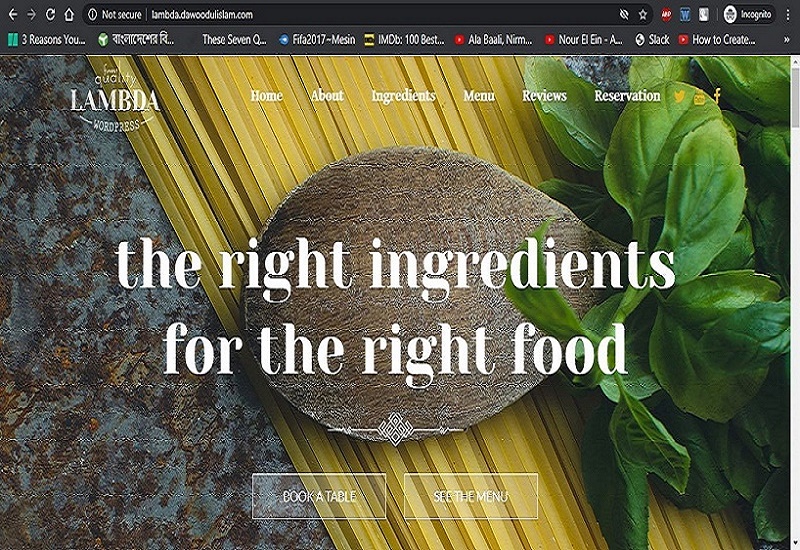 Not secure | lambda.dawoodulislam.com
Incognito
3 Reasons You...
বাংলাদেশের বি...
These Seven Q...
Fifa2017~Mesin
IMDb: 100 Best...
Ala Baali, Nirm...
Nour El Ein - A...
Slack
How to Create...
»
quality
LAMBDA
WORDPRESS
Home
About
Ingredients
Menu
Reviews
Reservation
the right ingredients
for the right food
BOOK A TABLE
SEE THE MENU